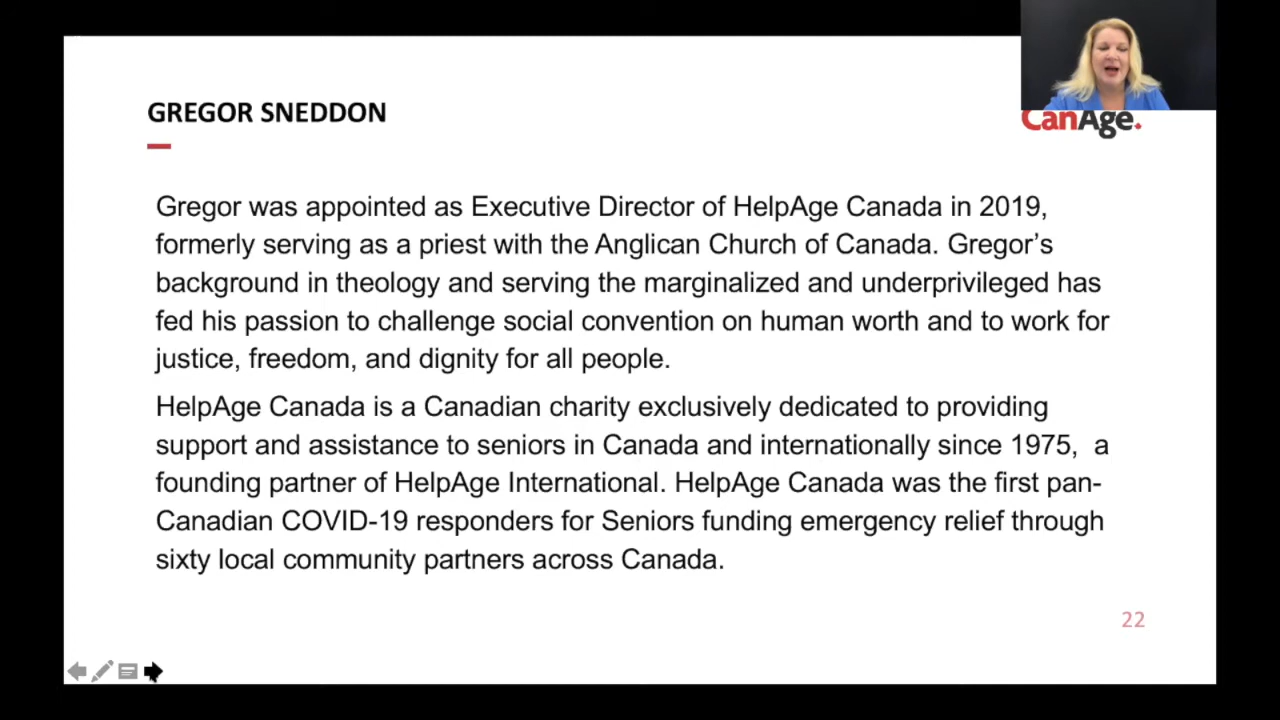 GREGOR SNEDDON
CanAge.
Gregor was appointed as Executive Director of HelpAge Canada in 2019,
formerly serving as a priest with the Anglican Church of Canada. Gregor’s
background in theology and serving the marginalized and underprivileged has
fed his passion to challenge social convention on human worth and to work for
justice, freedom, and dignity for all people.
HelpAge Canada is a Canadian charity exclusively dedicated to providing
support and assistance to seniors in Canada and internationally since 1975, a
founding partner of HelpAge International. HelpAge Canada was the first pan-
Canadian COVID-19 responders for Seniors funding emergency relief through
sixty local community partners across Canada.
22